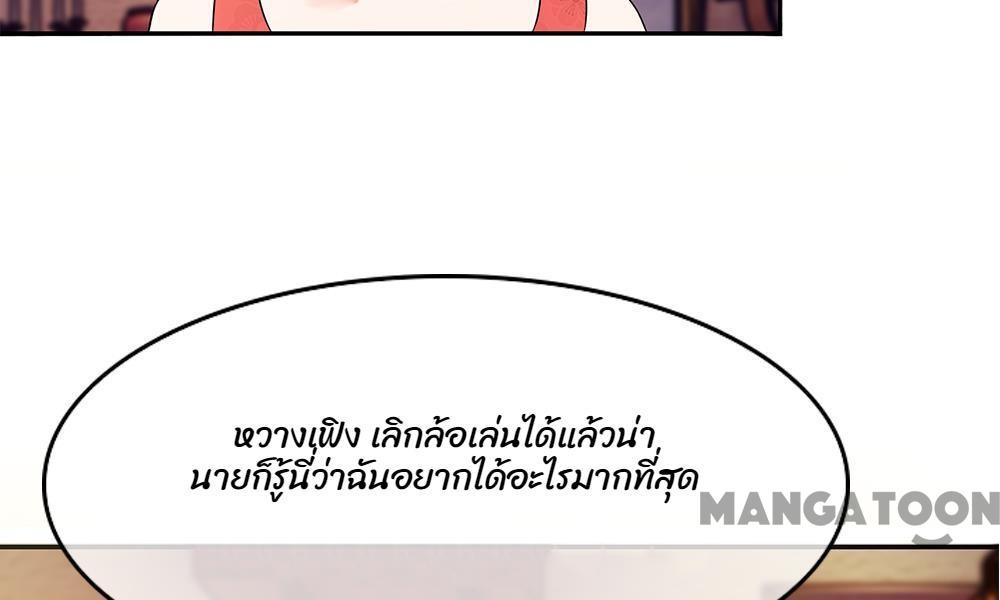 หวางเฟิง เลิกล้อเล่นได้แล้วน่า
นายก็รู้นี่ว่าฉันอยากได้อะไรมากที่สุด
MANGATOON